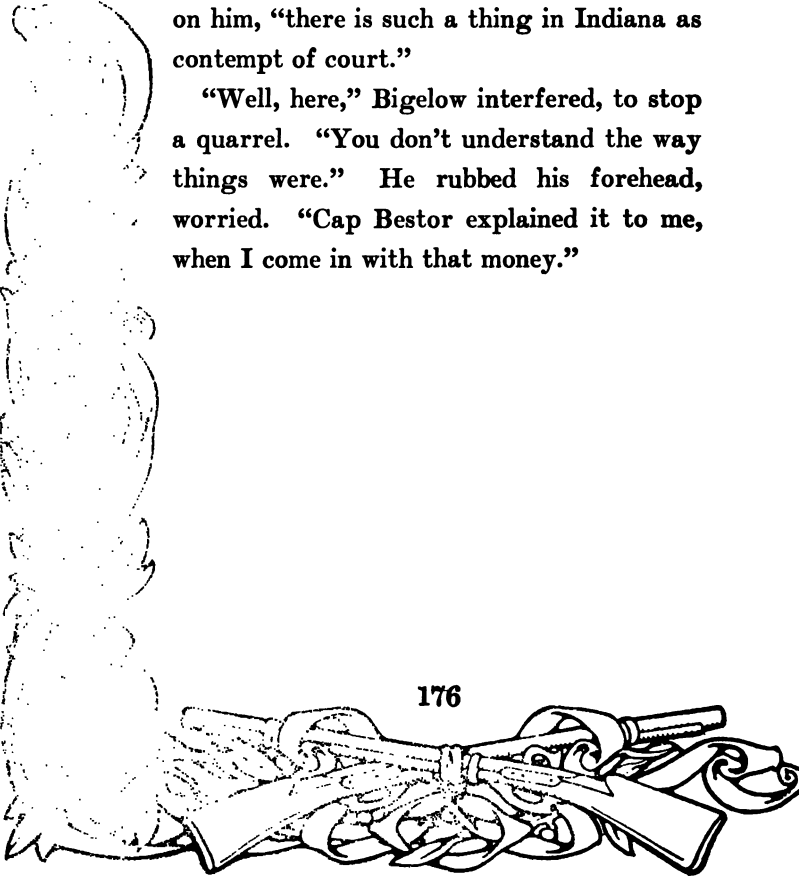 on him, “there is such a thing in Indiana as
contempt of court.”
“Well, here,” Bigelow interfered, to stop
a quarrel. “You don’t understand the way
things were.” He rubbed his forehead,
worried. “Cap Bestor explained it to me,
when I come in with that money.”
176